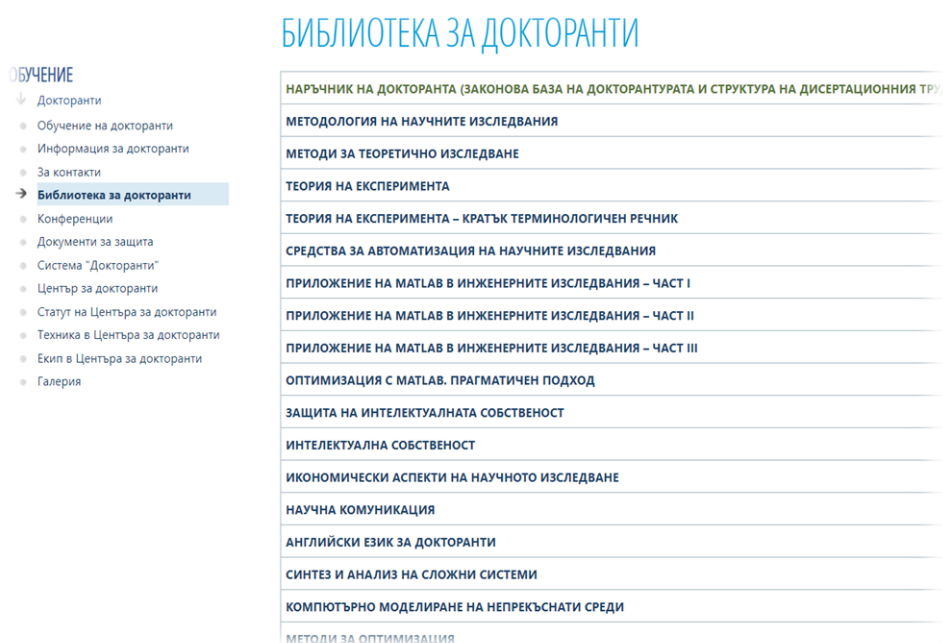 БИБЛИОТЕКА ЗА ДОКТОРАНТИ
ОБУЧЕНИЕ
Докторанти
Обучение на докторанти
Информация за докторанти
За контакти
Библиотека за докторанти
Конференции
Документи за защита
Система "Докторанти"
Център за докторанти
Статут на Центъра за докторанти
Техника в Центъра за докторанти
Екип в Центъра за докторанти
Галерия
НАРЪЧНИК НА ДОКТОРАНТА (ЗАКОНОВА БАЗА НА ДОКТОРАНТУРАТА И СТРУКТУРА НА ДИСЕРТАЦИОННИЯ
МЕТОДОЛОГИЯ НА НАУЧНИТЕ ИЗСЛЕДВАНИЯ
МЕТОДИ ЗА ТЕОРЕТИЧНО ИЗСЛЕДВАНЕ
ТЕОРИЯ НА ЕКСПЕРИМЕНТА
ТЕОРИЯ НА ЕКСПЕРИМЕНТА – КРАТЪК ТЕРМИНОЛОГИЧЕН РЕЧНИК
СРЕДСТВА ЗА АВТОМАТИЗАЦИЯ НА НАУЧНИТЕ ИЗСЛЕДВАНИЯ
ПРИЛОЖЕНИЕ НА MATLAB В ИНЖЕНЕРНИТЕ ИЗСЛЕДВАНИЯ – ЧАСТ I
ПРИЛОЖЕНИЕ НА MATLAB В ИНЖЕНЕРНИТЕ ИЗСЛЕДВАНИЯ – ЧАСТ II
ПРИЛОЖЕНИЕ НА MATLAB В ИНЖЕНЕРНИТЕ ИЗСЛЕДВАНИЯ – ЧАСТ III
ОПТИМИЗАЦИЯ С MATLAB. ПРАГМАТИЧЕН ПОДХОД
ЗАЩИТА НА ИНТЕЛЕКТУАЛНАТА СОБСТВЕНОСТ
ИНТЕЛЕКТУАЛНА СОБСТВЕНОСТ
ИКОНОМИЧЕСКИ АСПЕКТИ НА НАУЧНОТО ИЗСЛЕДВАНЕ
НАУЧНА КОМУНИКАЦИЯ
АНГЛИЙСКИ ЕЗИК ЗА ДОКТОРАНТИ
СИНТЕЗ И АНАЛИЗ НА СЛОЖНИ СИСТЕМИ
КОМПЮТЪРНО МОДЕЛИРАНЕ НА НЕПРЕКЪСНАТИ СРЕДИ
МЕТОДИ ЗА ОПТИМИЗАЦИЯ